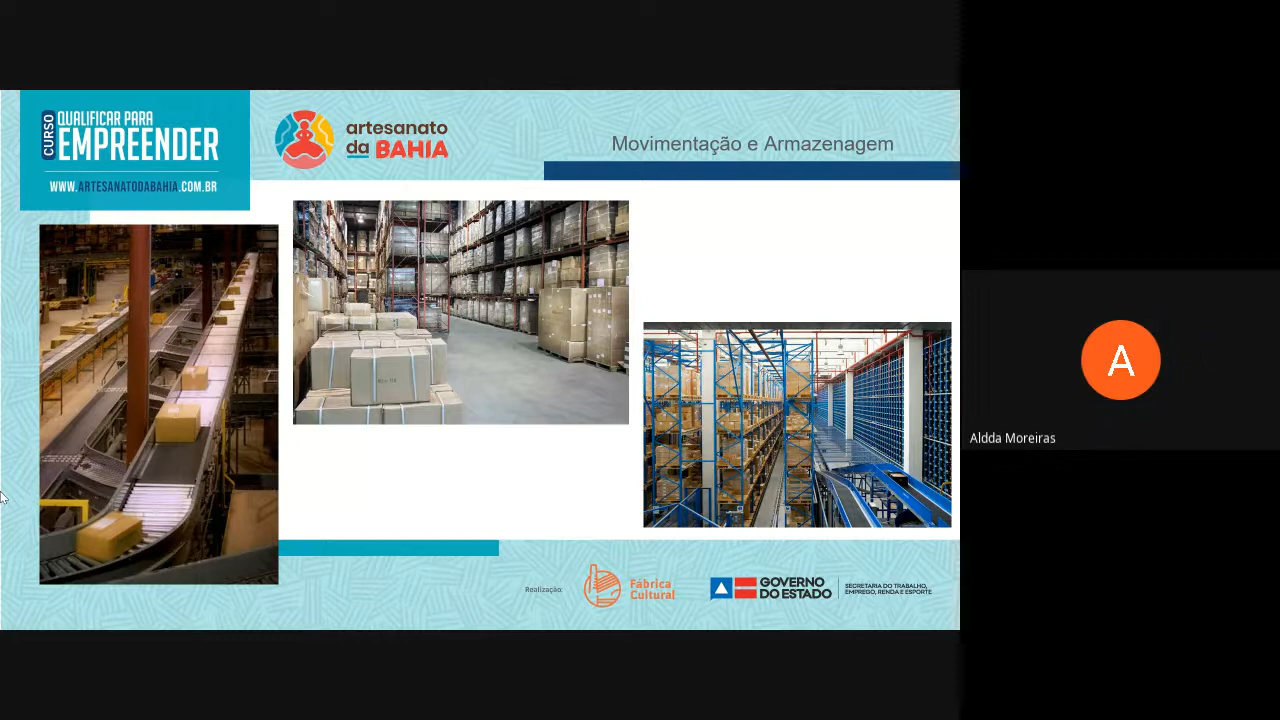 CURSO
QUALIFICAR PARA
EMPREENDER
WWW.ARTESANATODABAHIA.COM.BR
artesanato
da BAHIA
Movimentação e Armazenagem
Realização:
Fábrica
Cultural
GOVERNO
DO ESTADO
SECRETARIA DO TRABALHO,
EMPREGO, RENDA E ESPORTE
A
Aldda Moreiras